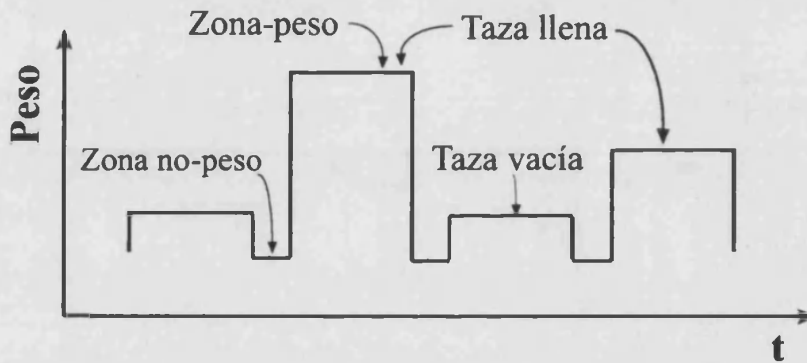 Zona-peso
Taza llena
Peso
Zona no-peso
Taza vacía
t